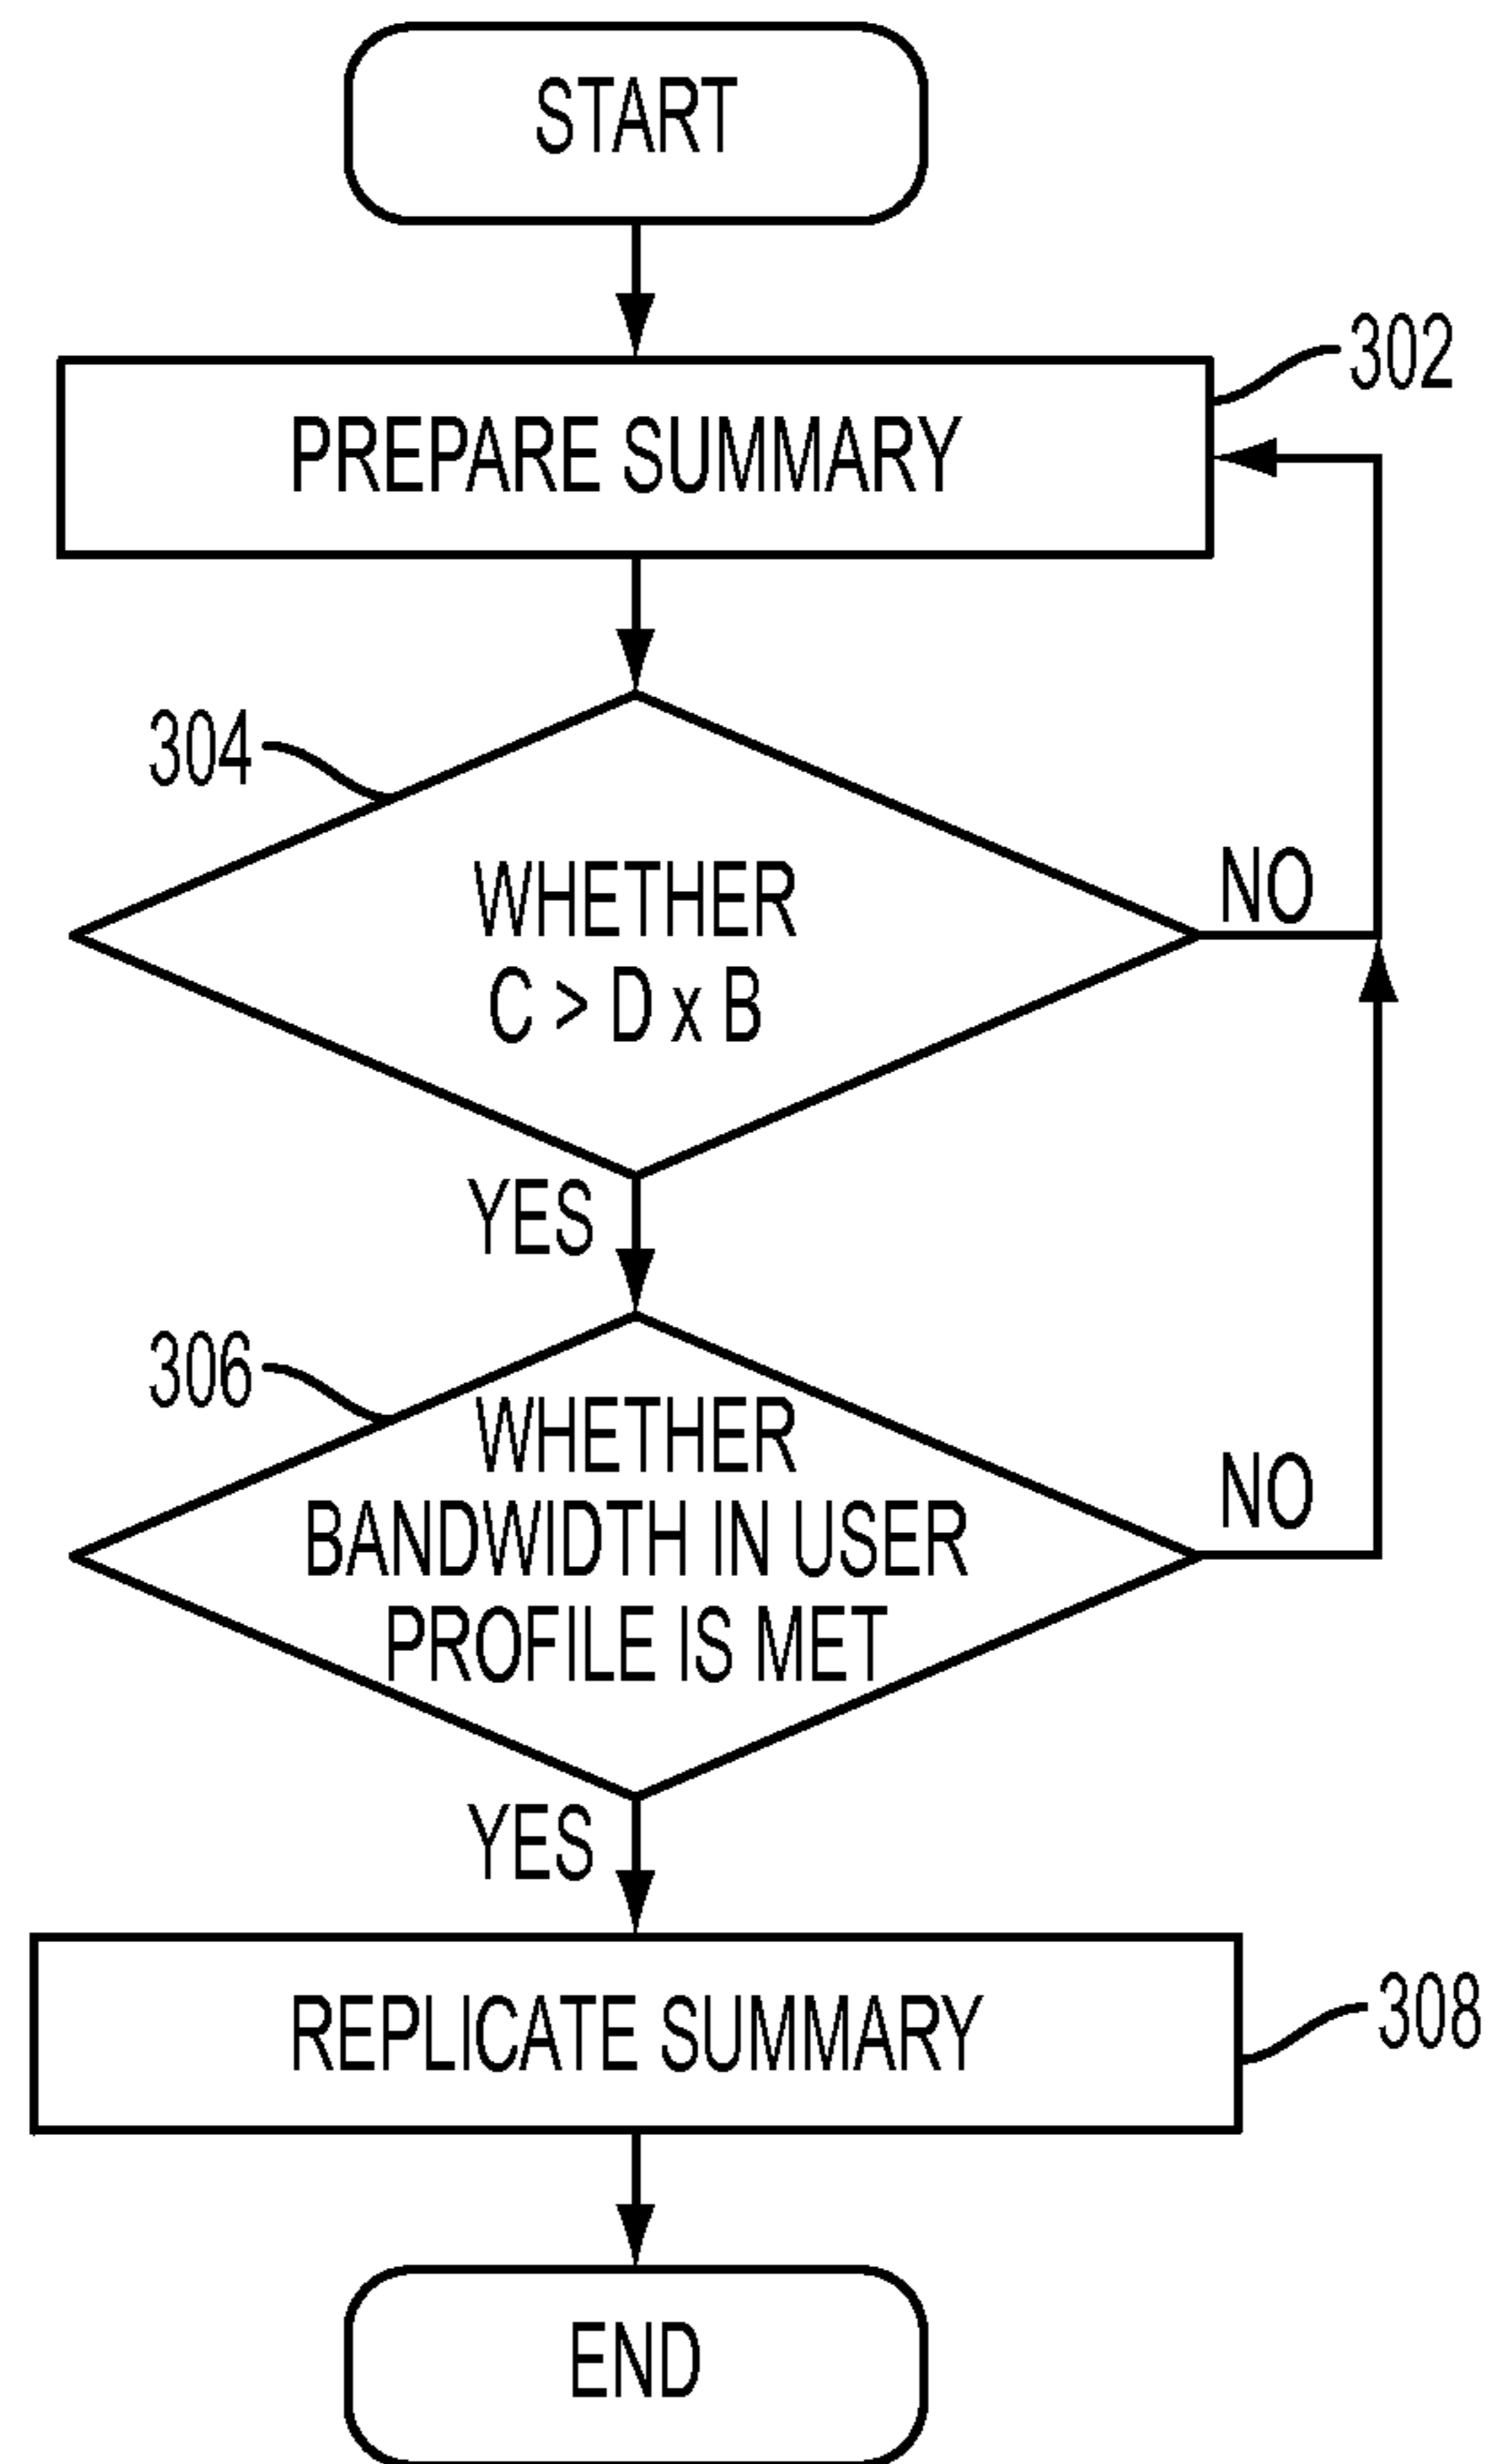 START
302
PREPARE SUMMARY
304
WHETHER
C > D x B
NO
YES
306
WHETHER
BANDWIDTH IN USER
PROFILE IS MET
NO
YES
REPLICATE SUMMARY
308
END